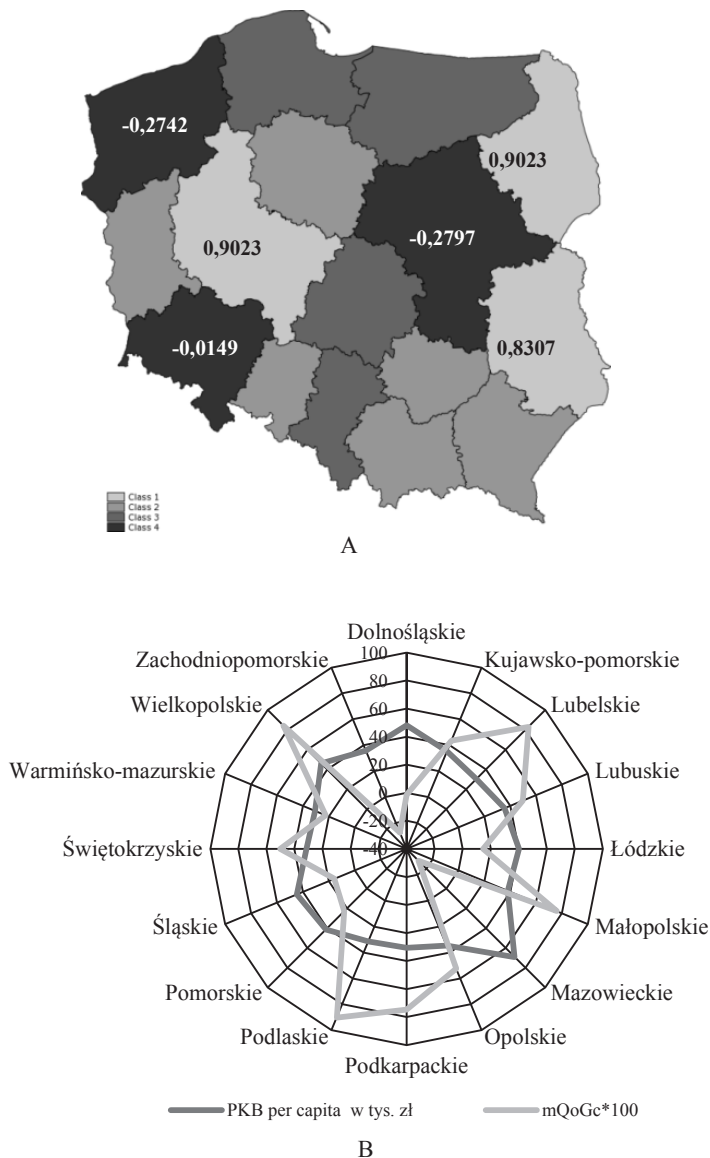 -0,2742
0,9023
0,9023
-0,2797
-0,0149
0,8307
Class 1
Class 2
Class 3
Class 4
A
Dolnośląskie
Zachodniopomorskie
Kujawsko-pomorskie
Wielkopolskie
Lubelskie
Warmińsko-mazurskie
Lubuskie
Świętokrzyskie
Łódzkie
Śląskie
Małopolskie
Pomorskie
Mazowieckie
Podlaskie
Opolskie
Podkarpackie
100
80
60
40
20
0
-20
-40
PKB per capita w tys. zł
mQoGc*100
B